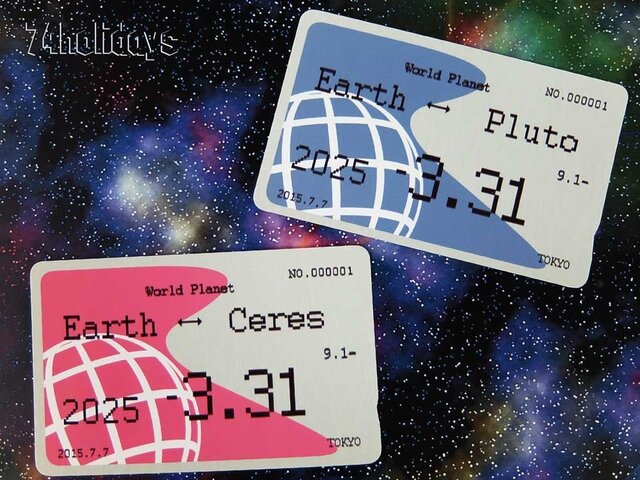 74holidays
World Planet
NO.000001
Earth ↔ Pluto
9.1-
2025 -3.31
2015.7.7
TOKYO
NO.000001
World Planet
Earth ↔ Ceres
9.1-
2025 -3.31
TOKYO
2015.7.7